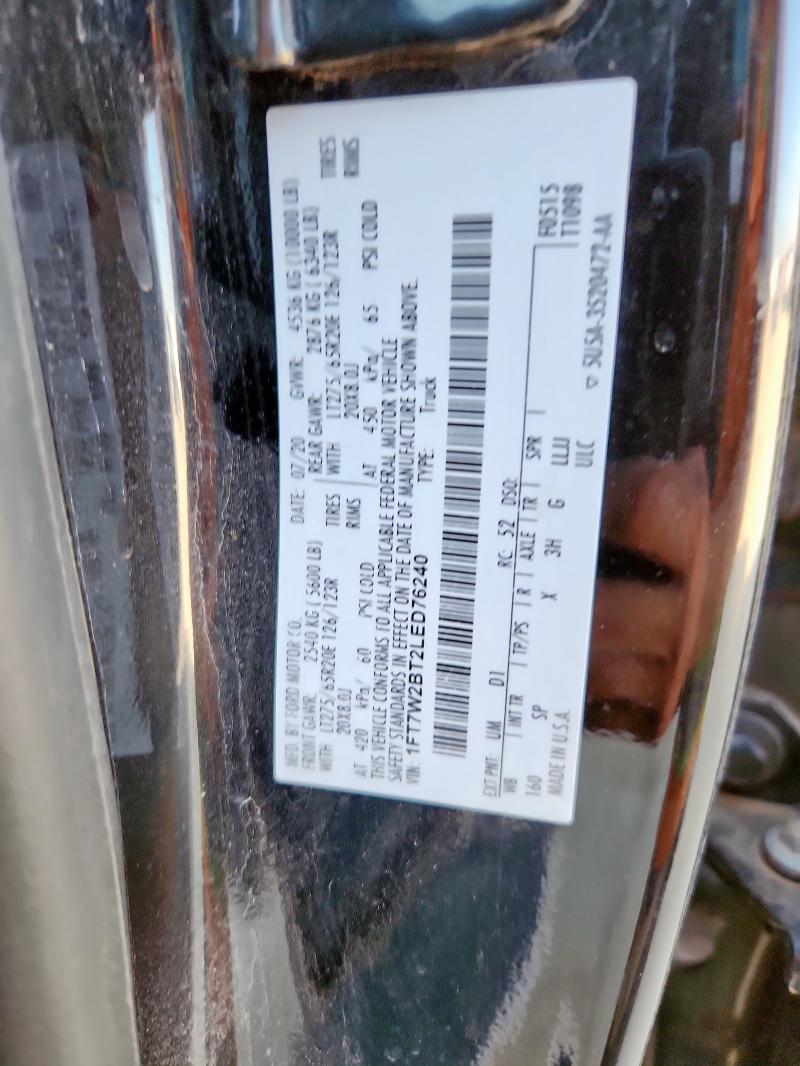 MFD. BY FORD MOTOR CO. DATE: 07/20 GVWR: 4536 KG (10000 LB)
FRONT GAWR: 2540 KG ( 5600 LB) REAR GAWR: 2876 KG ( 6340 LB)
WITH LT275/65R20E 126/123R TIRES WITH LT275/65R20E 126/123R TIRES
20X8.0J RIMS 20X8.0J RIMS
AT 420 kPa/ 60 PSI COLD AT 450 kPa/ 65 PSI COLD
THIS VEHICLE CONFORMS TO ALL APPLICABLE FEDERAL MOTOR VEHICLE
SAFETY STANDARDS IN EFFECT ON THE DATE OF MANUFACTURE SHOWN ABOVE.
VIN: 1FT7W2BT2LED76240 TYPE: Truck
EXT PNT: UM D1 RC: 52 DSO: F0515
WB INT TR TP/PS R AXLE TR SPR T1098
160 SP X 3H G LLJJ
MADE IN U.S.A. ULC ▽ 5USA-3520472-AA